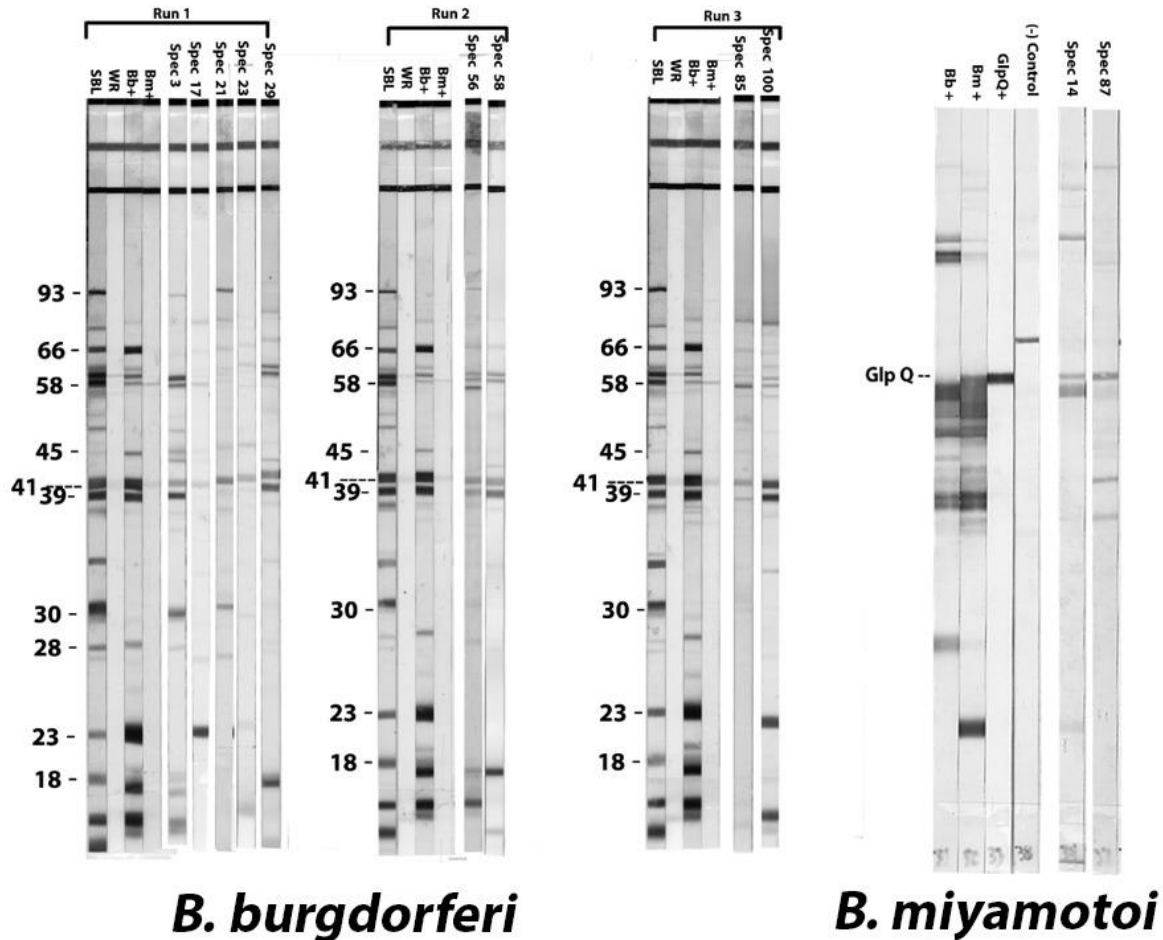 Run 1
SBL
WR
Bb+
Bm+
Spec 3
Spec 17
Spec 21
Spec 23
Spec 29
93 -
66 -
58 -
45 -
41 ----
39-
30 -
28 -
23 -
18 -
Run 2
SBL
WR
Bb+
Bm+
Spec 56
Spec 58
93 -
66 -
58 -
45-
41 ----
39-
30 -
23 -
18 -
Run 3
SBL
WR
Bb+
Bm+
Spec 85
Spec 100
93 -
66 -
58 -
45-
41 ----
39-
30 -
23 -
18 -
Bb +
Bm +
GlpQ+
(-) Control
Spec 14
Spec 87
Glp Q --
33
38
B. burgdorferi
B. miyamotoi